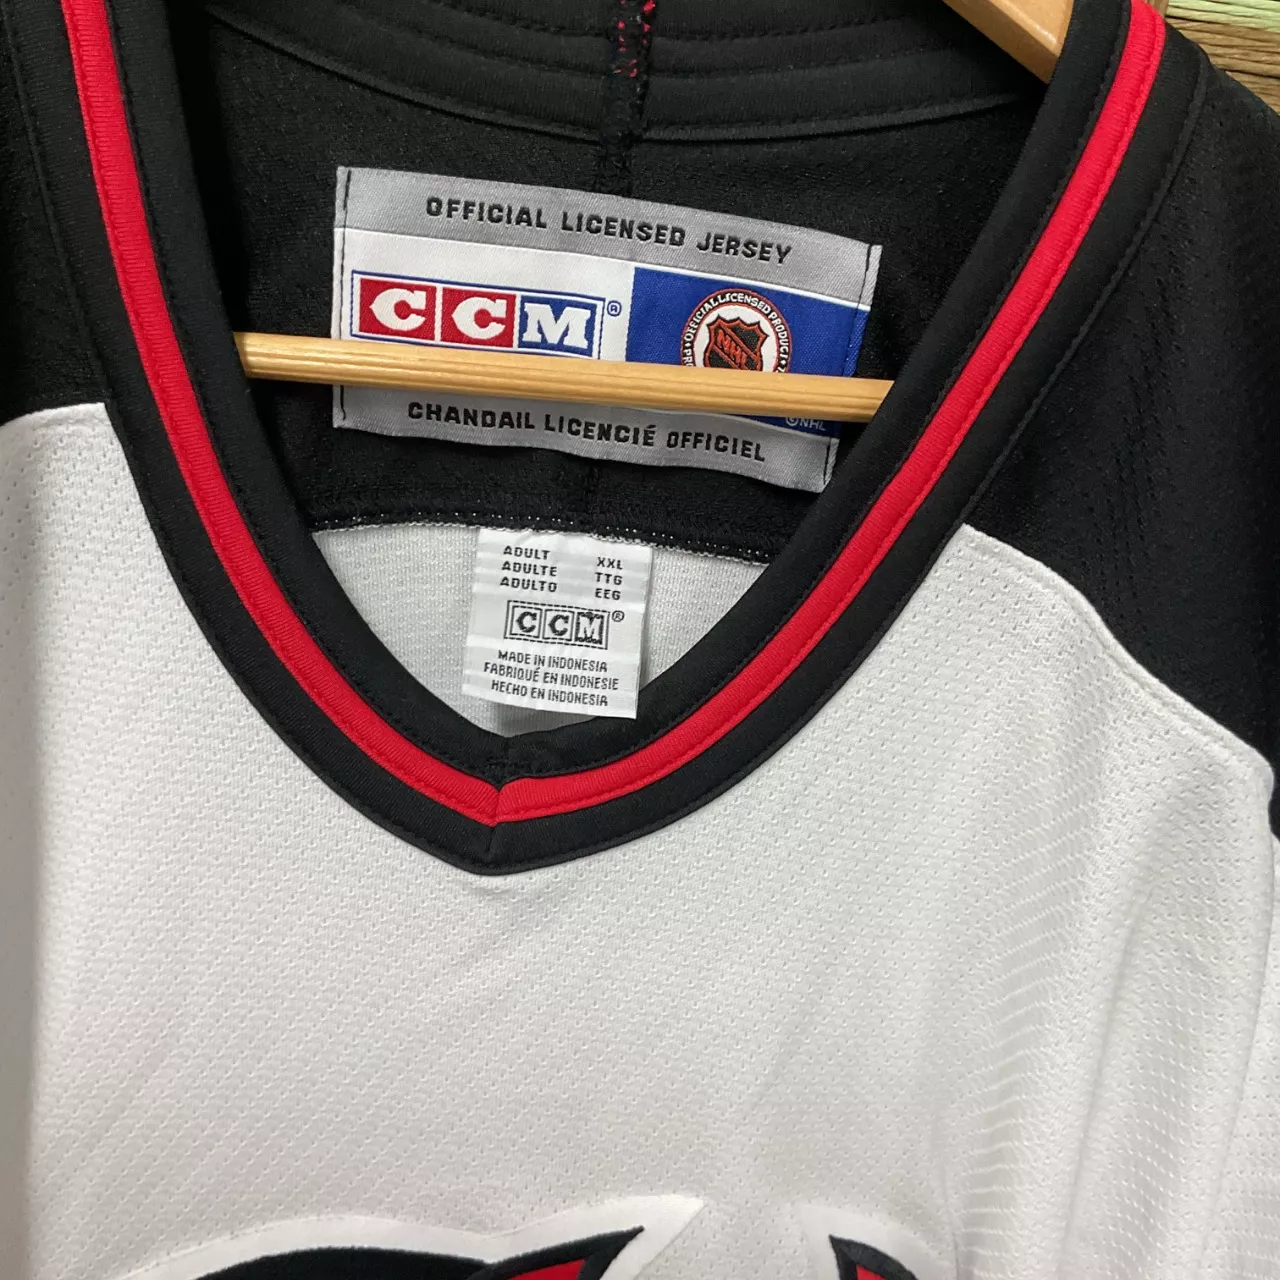 OFFICIAL LICENSED JERSEY
CCM®
OFFICIAL LICENSED PRODUCT
NHL
©NHL
CHANDAIL LICENCIÉ OFFICIEL
ADULT XXL
ADULTE TTG
ADULTO EEG
CCM®
MADE IN INDONESIA
FABRIQUÉ EN INDONESIE
HECHO EN INDONESIA